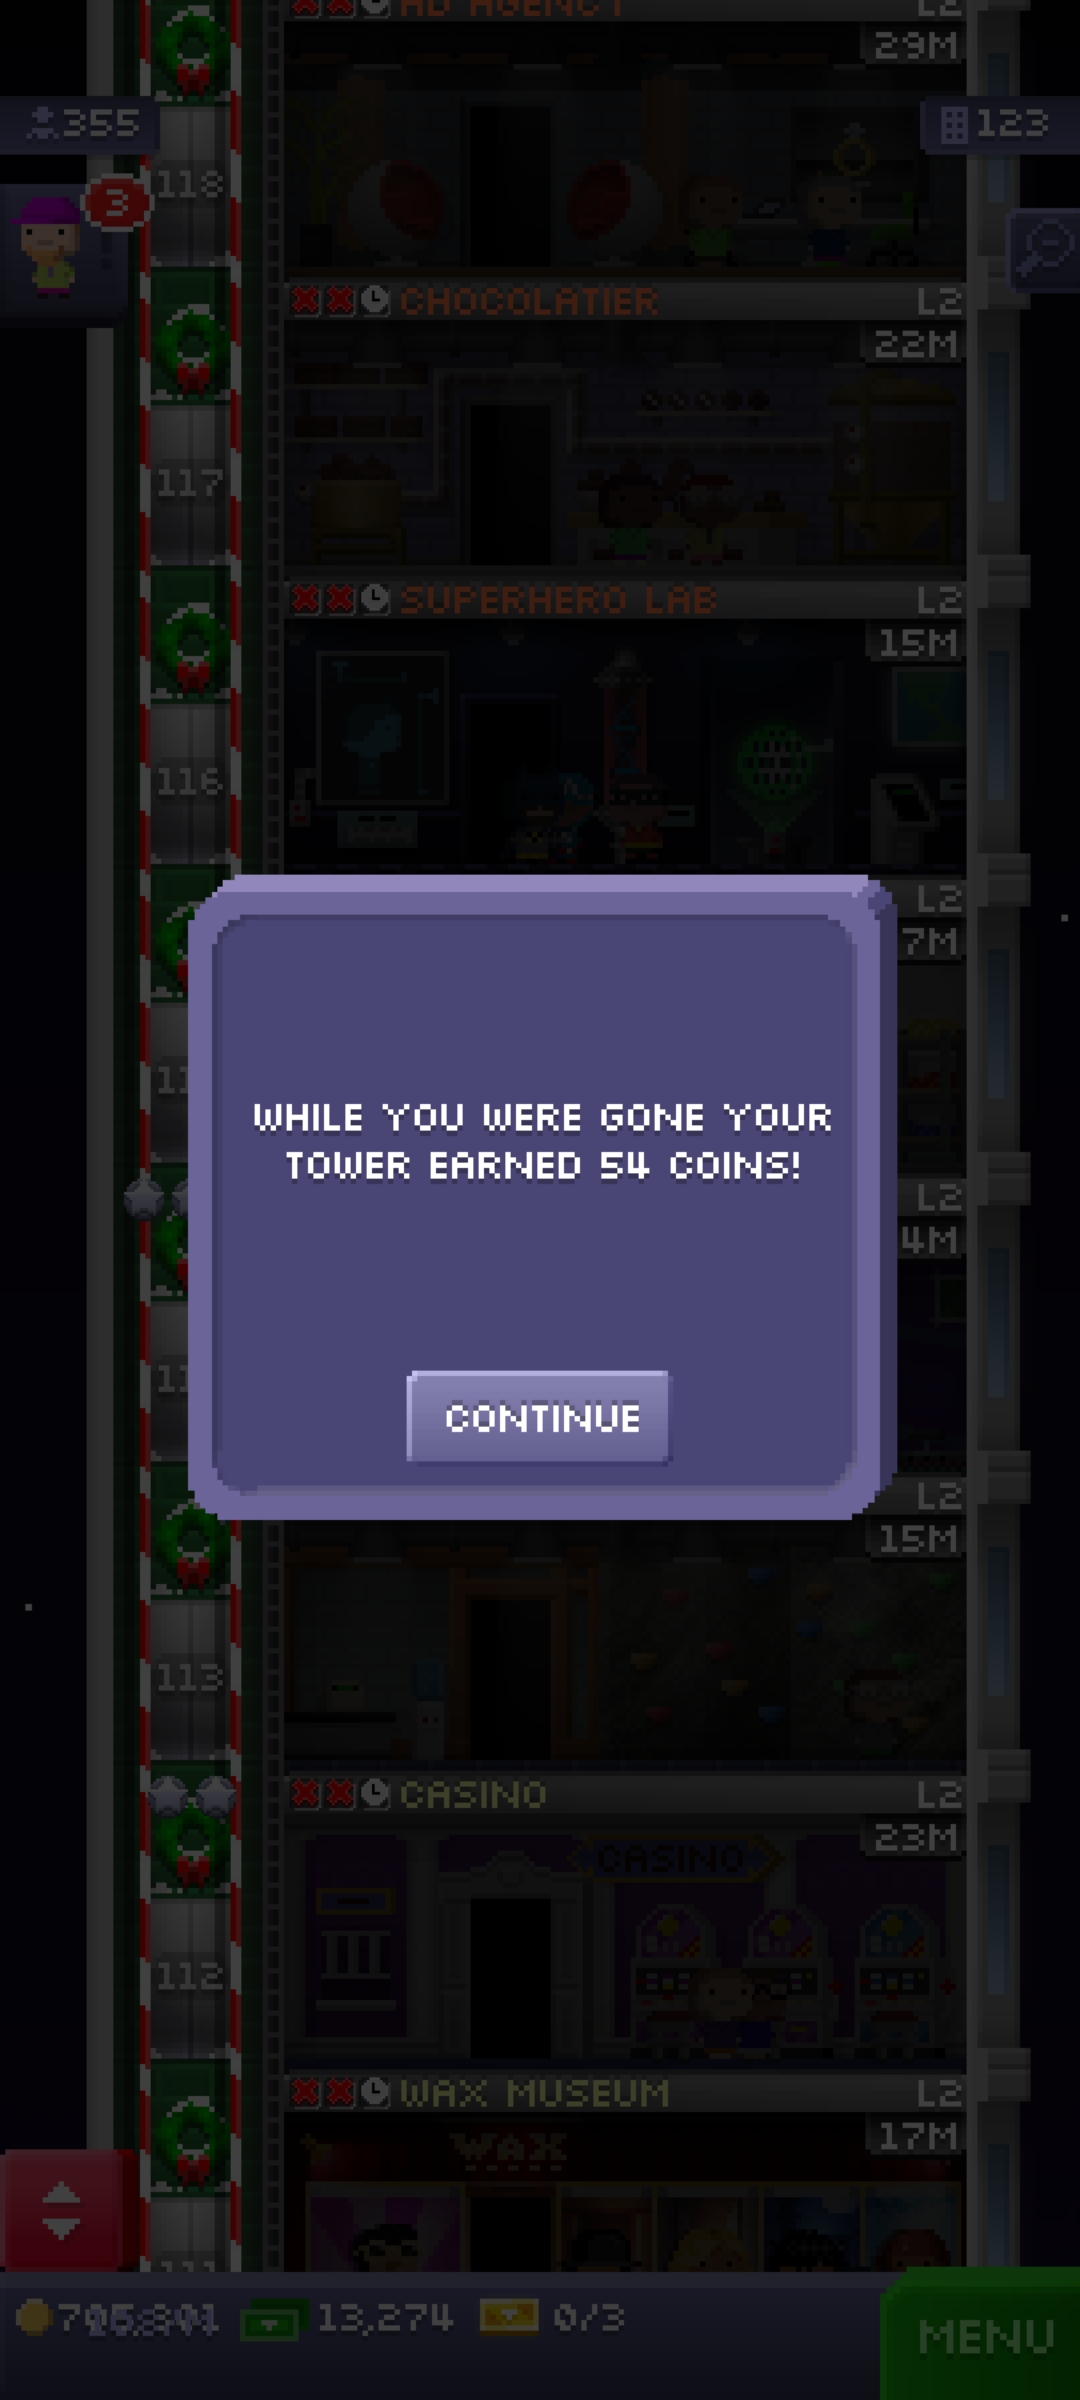 AD AGENCY
L2
29M
355
123
118
3
CHOCOLATIER
L2
22M
117
SUPERHERO LAB
L2
15M
116
L2
7M
WHILE YOU WERE GONE YOUR
TOWER EARNED 54 COINS!
L2
4M
CONTINUE
L2
15M
113
CASINO
L2
23M
CASINO
112
WAX MUSEUM
L2
17M
WAX
13,274
0/3
MENU